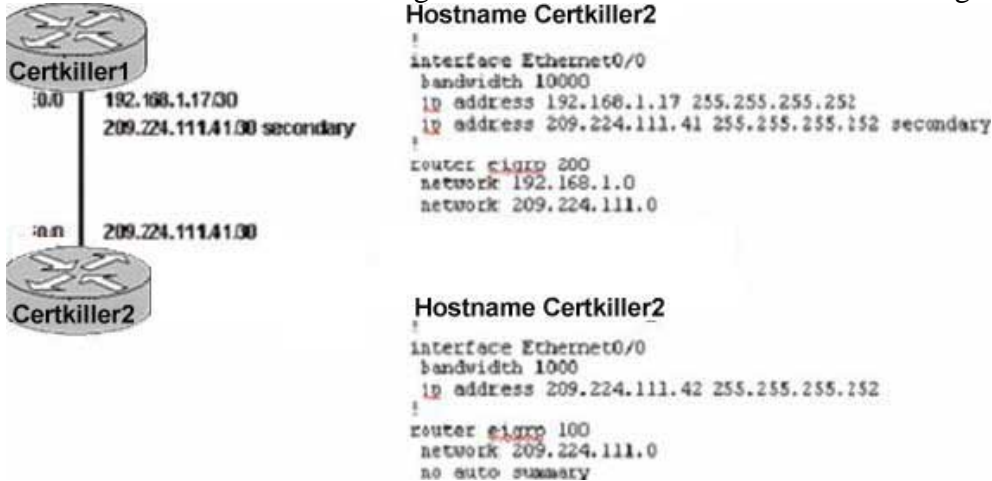 Hostname Certkiller2
!
interface Ethernet0/0
bandwidth 10000
ip address 192.168.1.17 255.255.255.252
ip address 209.224.111.41 255.255.255.252 secondary
!
router eigrp 200
network 192.168.1.0
network 209.224.111.0
Certkiller1
192.168.1.17/30
209.224.111.41/30 secondary
209.224.111.41/30
Certkiller2
Hostname Certkiller2
!
interface Ethernet0/0
bandwidth 1000
ip address 209.224.111.42 255.255.255.252
!
router eigrp 100
network 209.224.111.0
no auto summary